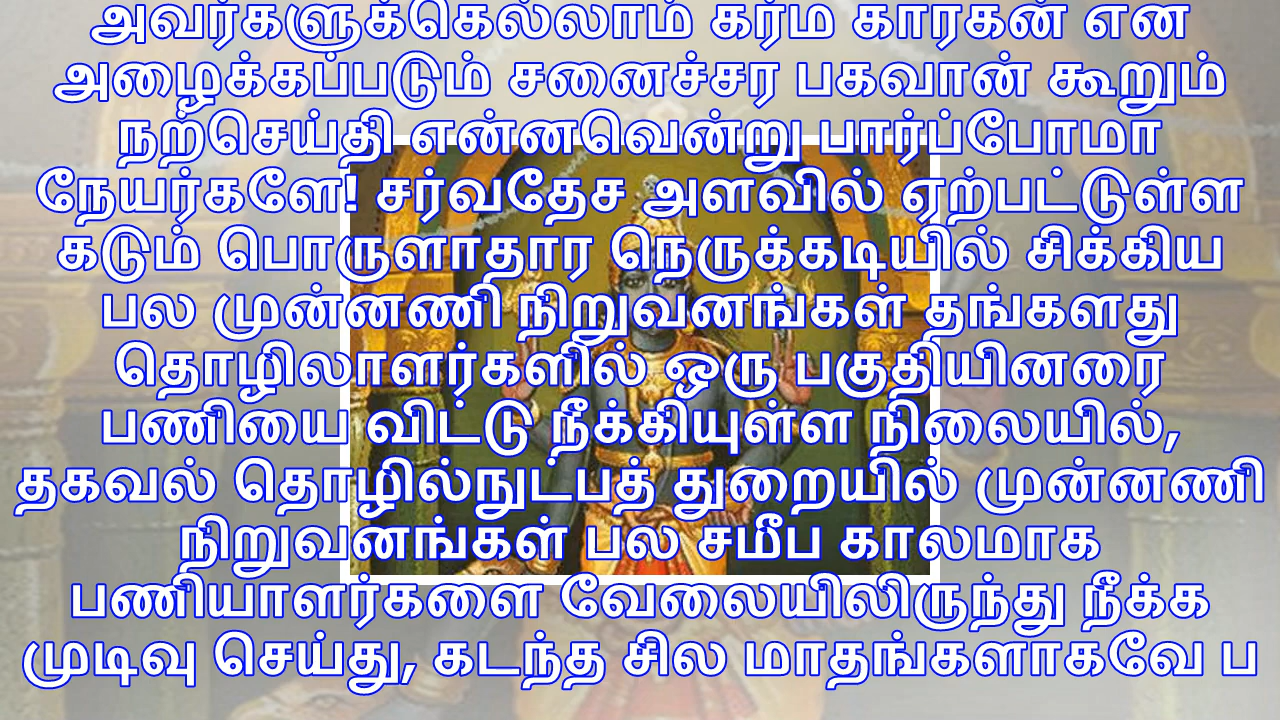 அவர்களுக்கெல்லாம் கர்ம காரகன் என
அழைக்கப்படும் சனைச்சர பகவான் கூறும்
நற்செய்தி என்னவென்று பார்ப்போமா
நேயர்களே! சர்வதேச அளவில் ஏற்பட்டுள்ள
கடும் பொருளாதார நெருக்கடியில் சிக்கிய
பல முன்னணி நிறுவனங்கள் தங்களது
தொழிலாளர்களில் ஒரு பகுதியினரை
பணியை விட்டு நீக்கியுள்ள நிலையில்,
தகவல் தொழில்நுட்பத் துறையில் முன்னணி
நிறுவனங்கள் பல சமீப காலமாக
பணியாளர்களை வேலையிலிருந்து நீக்க
முடிவு செய்து, கடந்த சில மாதங்களாகவே ப